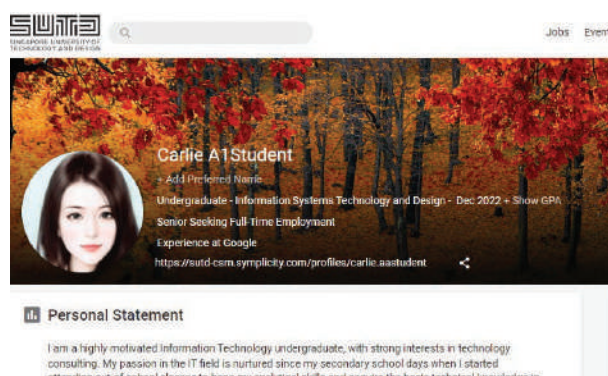 SUTD
SINGAPORE UNIVERSITY OF
TECHNOLOGY AND DESIGN
Jobs Event
Carlie A1Student
+ Add Preferred Name
Undergraduate - Information Systems Technology and Design - Dec 2022 + Show GPA
Senior Seeking Full-Time Employment
Experience at Google
https://sutd-csm.symplicity.com/profiles/carlie.aastudent
Personal Statement
I am a highly motivated Information Technology undergraduate, with strong interests in technology
consulting. My passion in the IT field is nurtured since my secondary school days when I started